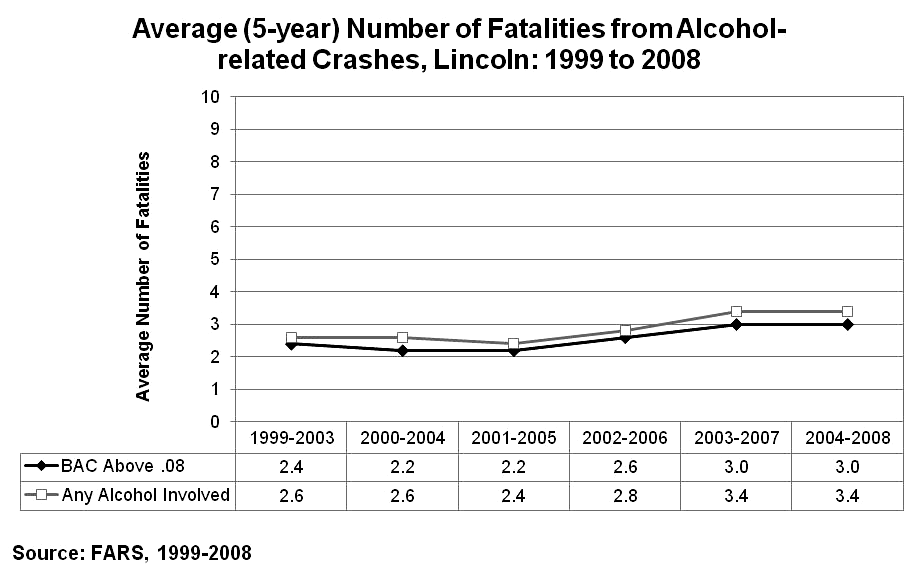 Average (5-year) Number of Fatalities from Alcohol-
related Crashes, Lincoln: 1999 to 2008
Average Number of Fatalities
10
9
8
7
6
5
4
3
2
1
0
1999-2003 2000-2004 2001-2005 2002-2006 2003-2007 2004-2008
BAC Above .08 2.4 2.2 2.2 2.6 3.0 3.0
Any Alcohol Involved 2.6 2.6 2.4 2.8 3.4 3.4
Source: FARS, 1999-2008